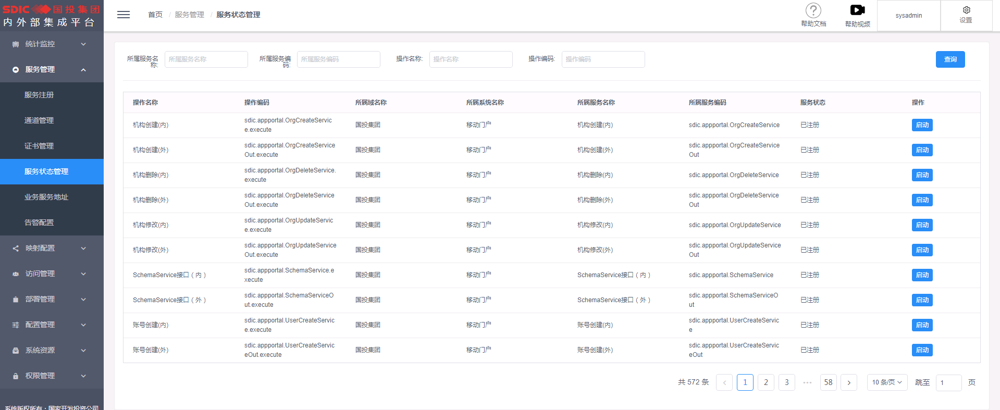 SDIC 国投集团
内外部集成平台
首页 / 服务管理 / 服务状态管理
帮助文档
帮助视频
sysadmin
设置
统计监控
服务管理
服务注册
通道管理
证书管理
服务状态管理
业务服务地址
告警配置
映射配置
访问管理
部署管理
配置管理
系统资源
权限管理
系统版权所有：国家开发投资公司
所属服务名
称:
所属服务名称
所属服务编
码:
所属服务编码
操作名称:
操作名称
操作编码:
操作编码
查询
操作名称 操作编码 所属域名称 所属系统名称 所属服务名称 所属服务编码 服务状态 操作
机构创建(内) sdic.appportal.OrgCreateServic 国投集团 移动门户 机构创建(内) sdic.appportal.OrgCreateService 已注册 启动
e.execute
机构创建(外) sdic.appportal.OrgCreateService 国投集团 移动门户 机构创建(外) sdic.appportal.OrgCreateService 已注册 启动
Out.execute Out
机构删除(内) sdic.appportal.OrgDeleteService. 国投集团 移动门户 机构删除(内) sdic.appportal.OrgDeleteService 已注册 启动
execute
机构删除(外) sdic.appportal.OrgDeleteService 国投集团 移动门户 机构删除(外) sdic.appportal.OrgDeleteService 已注册 启动
Out.execute Out
机构修改(内) sdic.appportal.OrgUpdateServic 国投集团 移动门户 机构修改(内) sdic.appportal.OrgUpdateService 已注册 启动
e.execute
机构修改(外) sdic.appportal.OrgUpdateService 国投集团 移动门户 机构修改(外) sdic.appportal.OrgUpdateService 已注册 启动
Out.execute Out
SchemaService接口（内） sdic.appportal.SchemaService.e 国投集团 移动门户 SchemaService接口（内） sdic.appportal.SchemaService 已注册 启动
xecute
SchemaService接口（外） sdic.appportal.SchemaServiceO 国投集团 移动门户 SchemaService接口（外） sdic.appportal.SchemaServiceO 已注册 启动
ut.execute ut
账号创建(内) sdic.appportal.UserCreateServic 国投集团 移动门户 账号创建(内) sdic.appportal.UserCreateServic 已注册 启动
e.execute e
账号创建(外) sdic.appportal.UserCreateServic 国投集团 移动门户 账号创建(外) sdic.appportal.UserCreateServic 已注册 启动
eOut.execute eOut
共 572 条 1 2 3 ••• 58 10 条/页 跳至 1 页